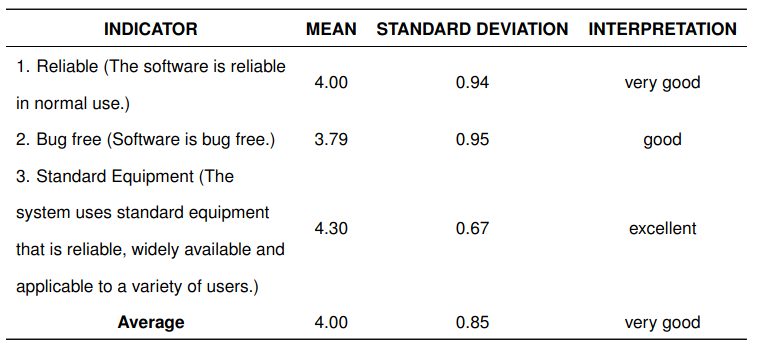 INDICATOR MEAN STANDARD DEVIATION INTERPRETATION
1. Reliable (The software is reliable
in normal use.)
4.00 0.94 very good
2. Bug free (Software is bug free.) 3.79 0.95 good
3. Standard Equipment (The
system uses standard equipment
that is reliable, widely available and
applicable to a variety of users.)
4.30 0.67 excellent
Average 4.00 0.85 very good